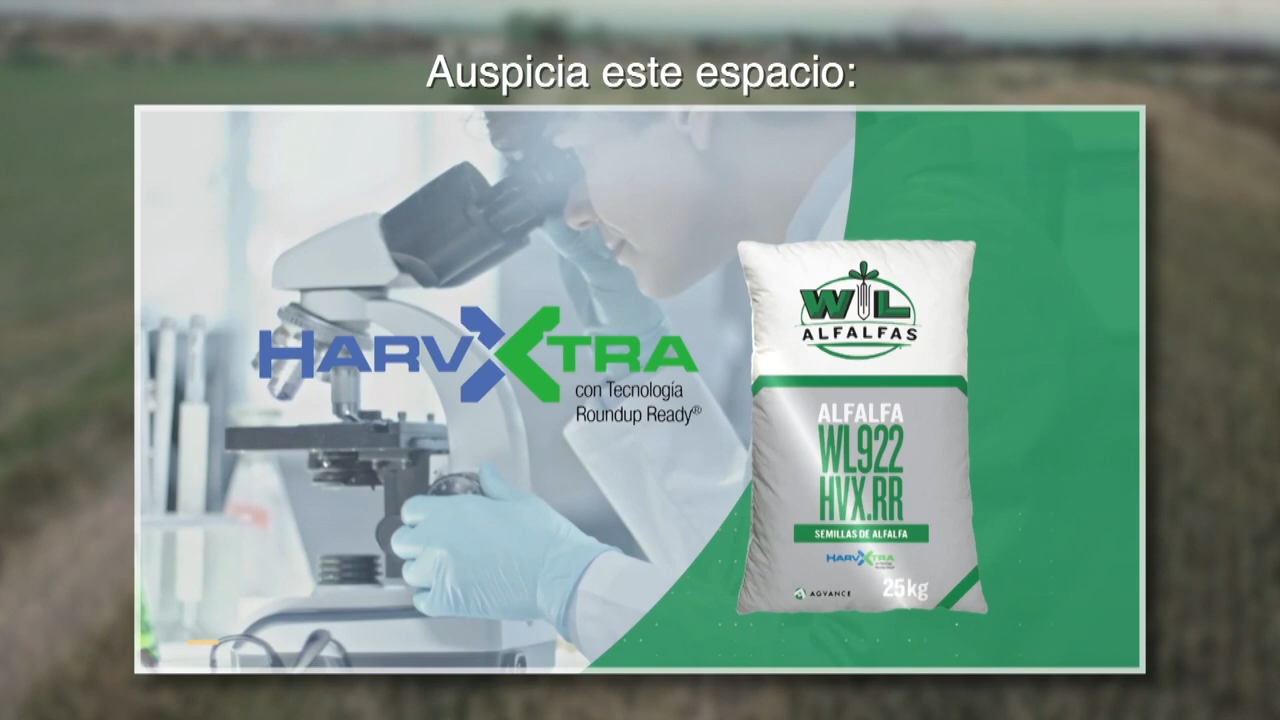 Auspicia este espacio:
HARVXTRA
con Tecnología
Roundup Ready®
WL
ALFALFAS
ALFALFA
WL922
HVX.RR
SEMILLAS DE ALFALFA
HARVXTRA
AGVANCE
25kg